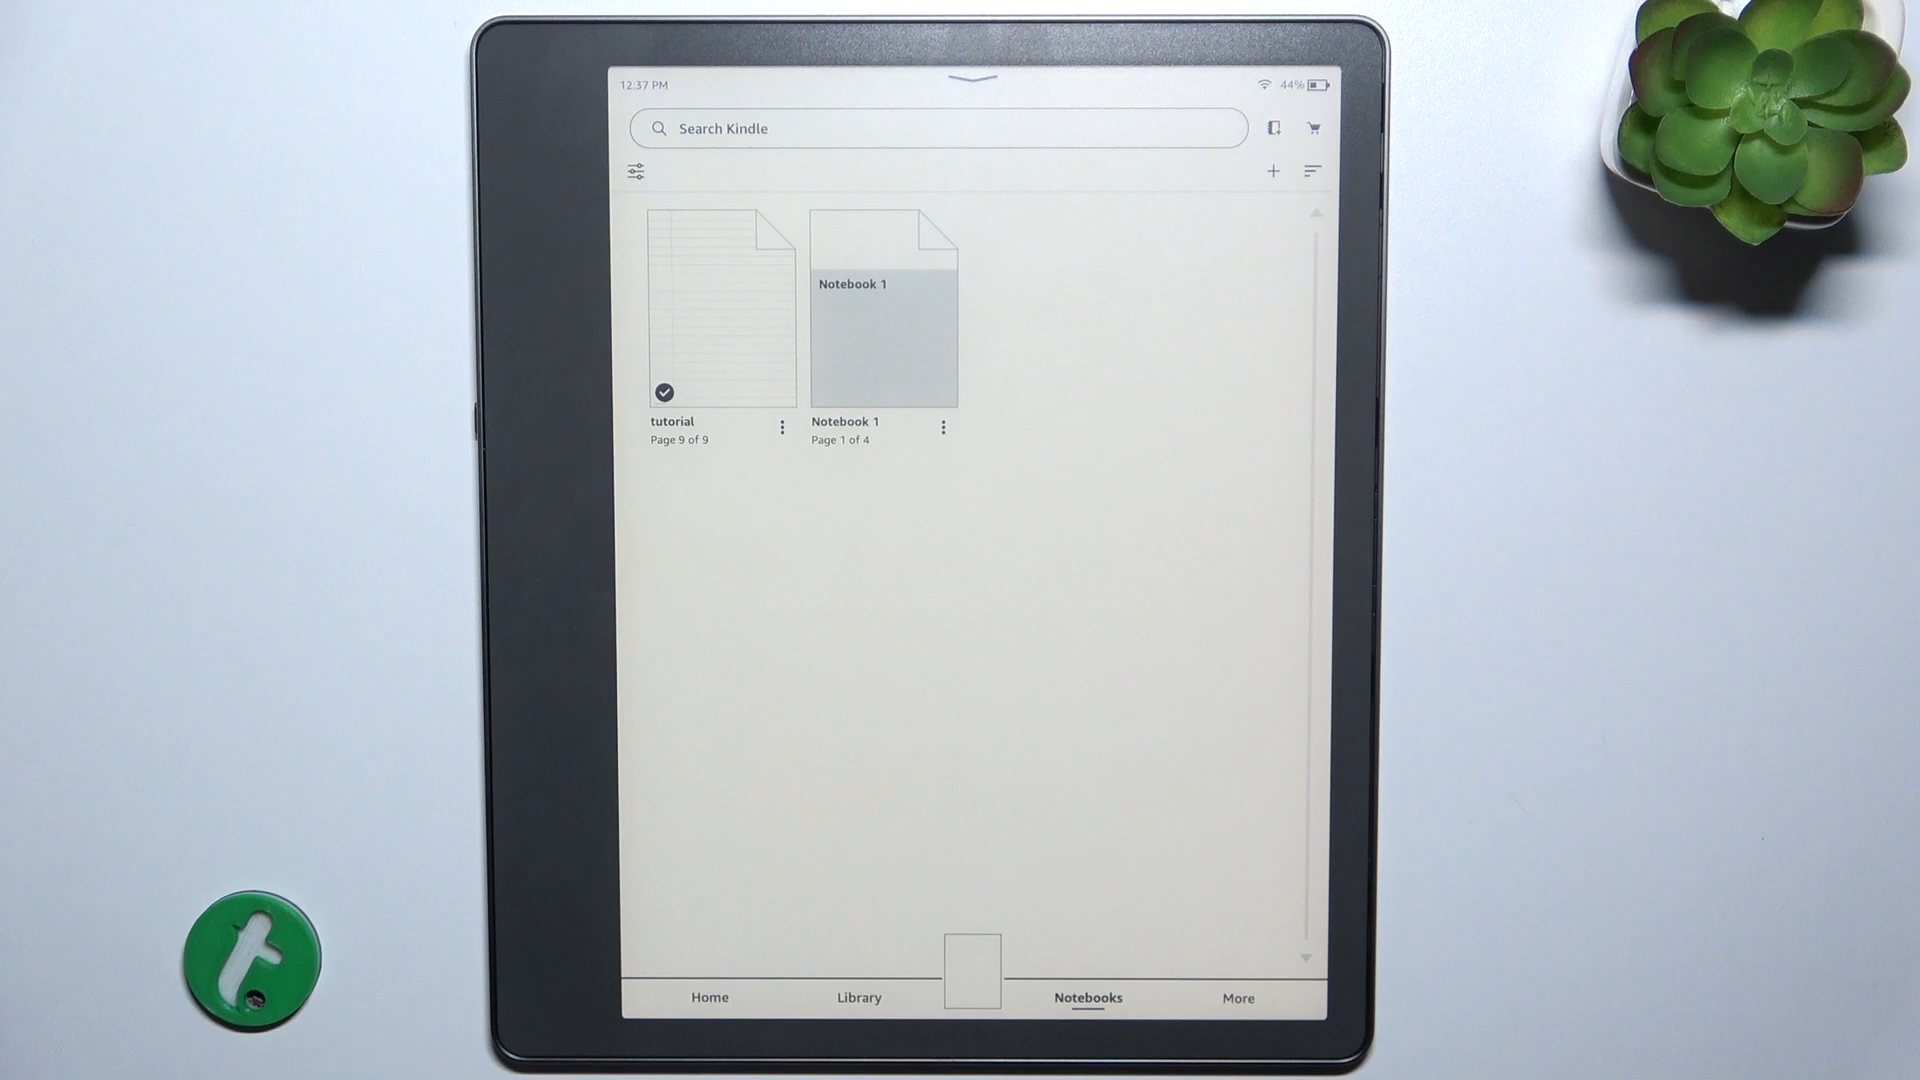 12:37 PM
44%
Search Kindle
Notebook 1
tutorial
Page 9 of 9
Notebook 1
Page 1 of 4
Home
Library
Notebooks
More